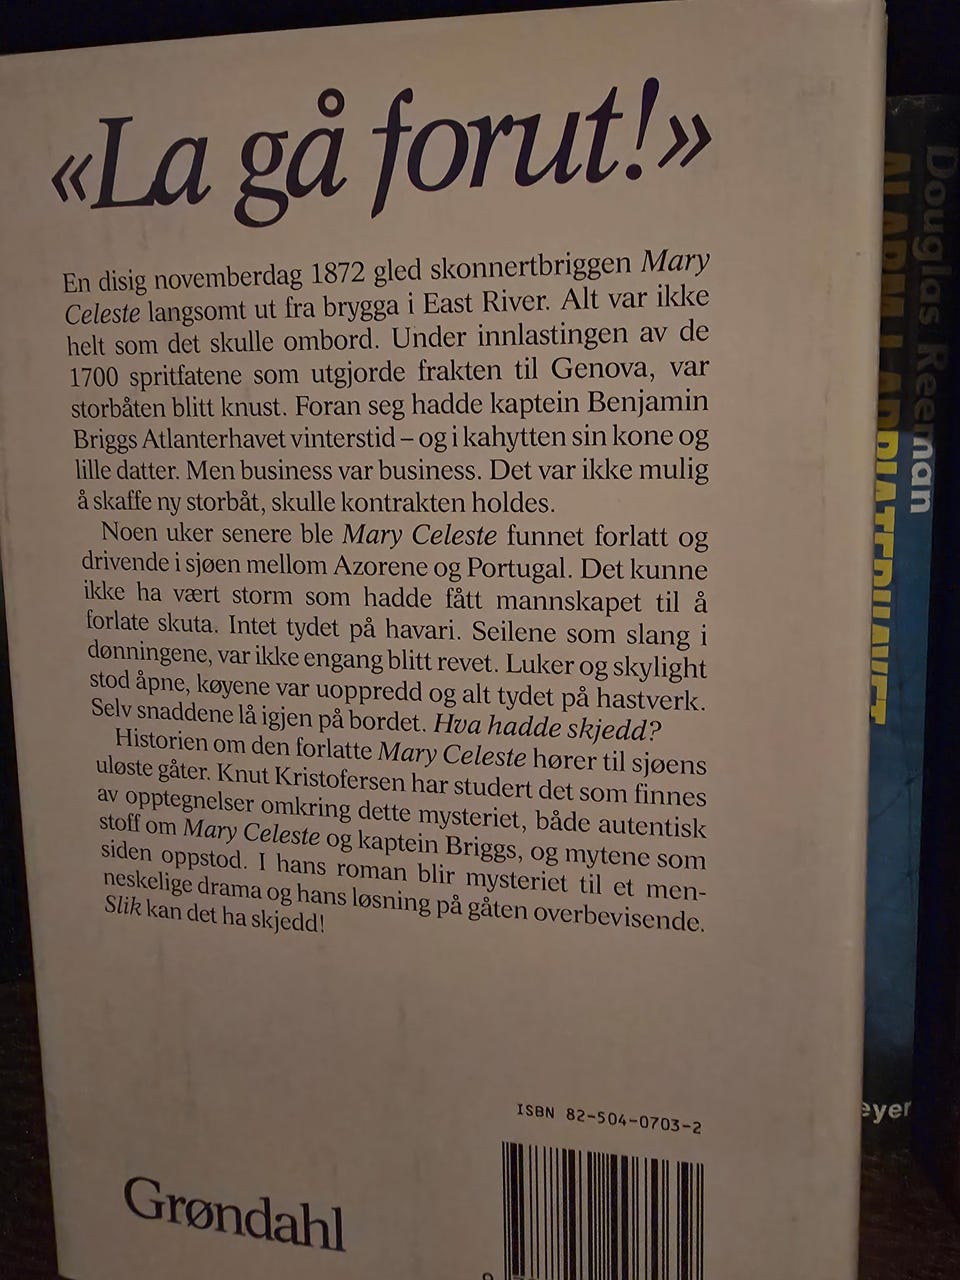 «La gå forut!»
En disig novemberdag 1872 gled skonnertbriggen Mary
Celeste langsomt ut fra brygga i East River. Alt var ikke
helt som det skulle ombord. Under innlastingen av de
1700 spritfatene som utgjorde frakten til Genova, var
storbåten blitt knust. Foran seg hadde kaptein Benjamin
Briggs Atlanterhavet vinterstid – og i kahytten sin kone og
lille datter. Men business var business. Det var ikke mulig
å skaffe ny storbåt, skulle kontrakten holdes.
Noen uker senere ble Mary Celeste funnet forlatt og
drivende i sjøen mellom Azorene og Portugal. Det kunne
ikke ha vært storm som hadde fått mannskapet til å
forlate skuta. Intet tydet på havari. Seilene som slang i
dønningene, var ikke engang blitt revet. Luker og skylight
stod åpne, køyene var uoppredd og alt tydet på hastverk.
Selv snaddene lå igjen på bordet. Hva hadde skjedd?
Historien om den forlatte Mary Celeste hører til sjøens
uløste gåter. Knut Kristofersen har studert det som finnes
av opptegnelser omkring dette mysteriet, både autentisk
stoff om Mary Celeste og kaptein Briggs, og mytene som
siden oppstod. I hans roman blir mysteriet til et men-
neskelige drama og hans løsning på gåten overbevisende.
Slik kan det ha skjedd!
ISBN 82-504-0703-2
Grøndahl
Douglas Reeman
ALARM I ARBIATERHAVET
eyer